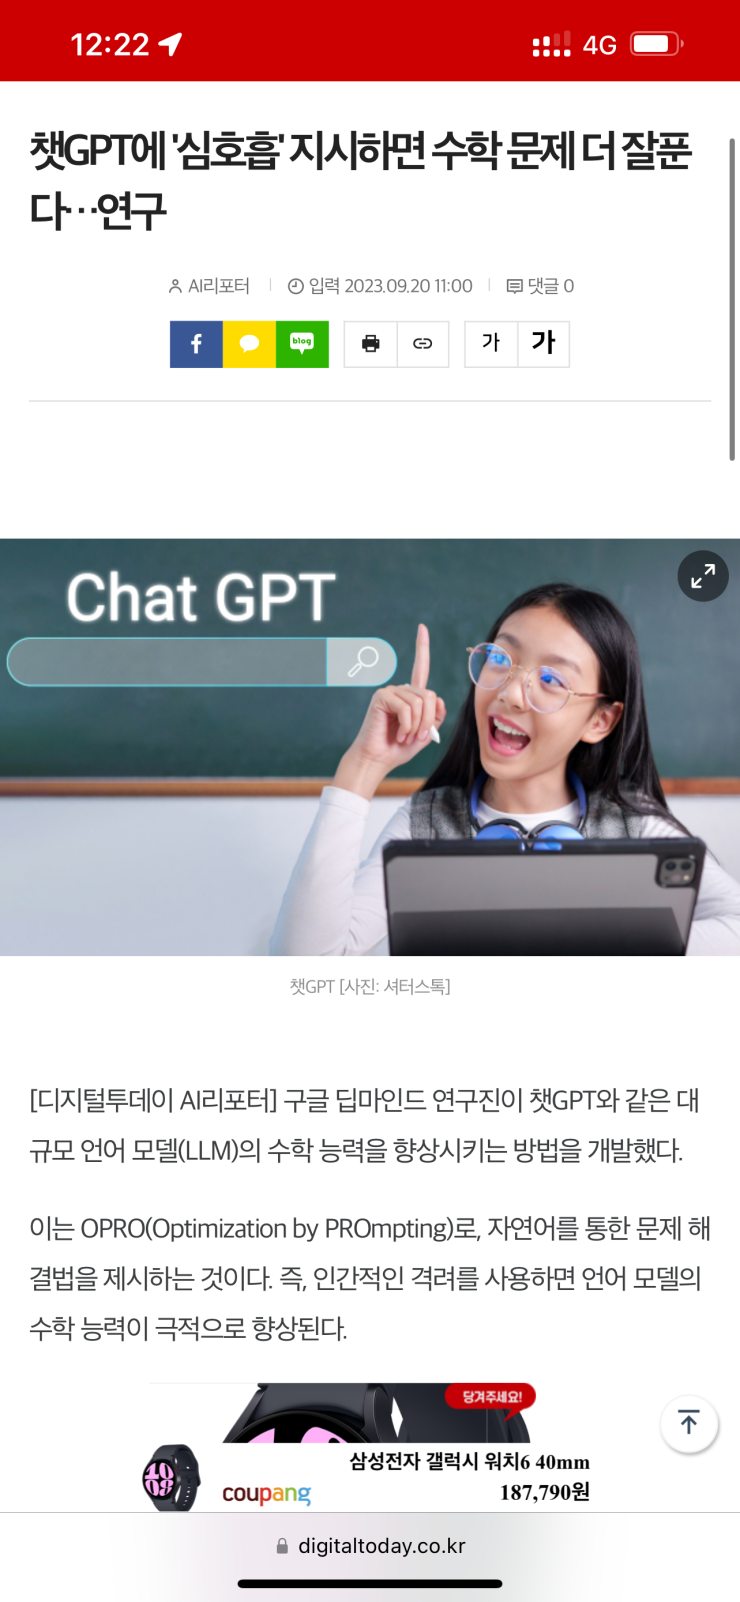 12:22
4G
챗GPT에 '심호흡' 지시하면 수학 문제 더 잘푼
다…연구
AI리포터
입력 2023.09.20 11:00
댓글 0
f
blog
가
가
Chat GPT
챗GPT [사진: 셔터스톡]
[디지털투데이 AI리포터] 구글 딥마인드 연구진이 챗GPT와 같은 대
규모 언어 모델(LLM)의 수학 능력을 향상시키는 방법을 개발했다.
이는 OPRO(Optimization by PROmpting)로, 자연어를 통한 문제 해
결법을 제시하는 것이다. 즉, 인간적인 격려를 사용하면 언어 모델의
수학 능력이 극적으로 향상된다.
당겨주세요!
삼성전자 갤럭시 워치6 40mm
10
08
coupang
187,790원
digitaltoday.co.kr